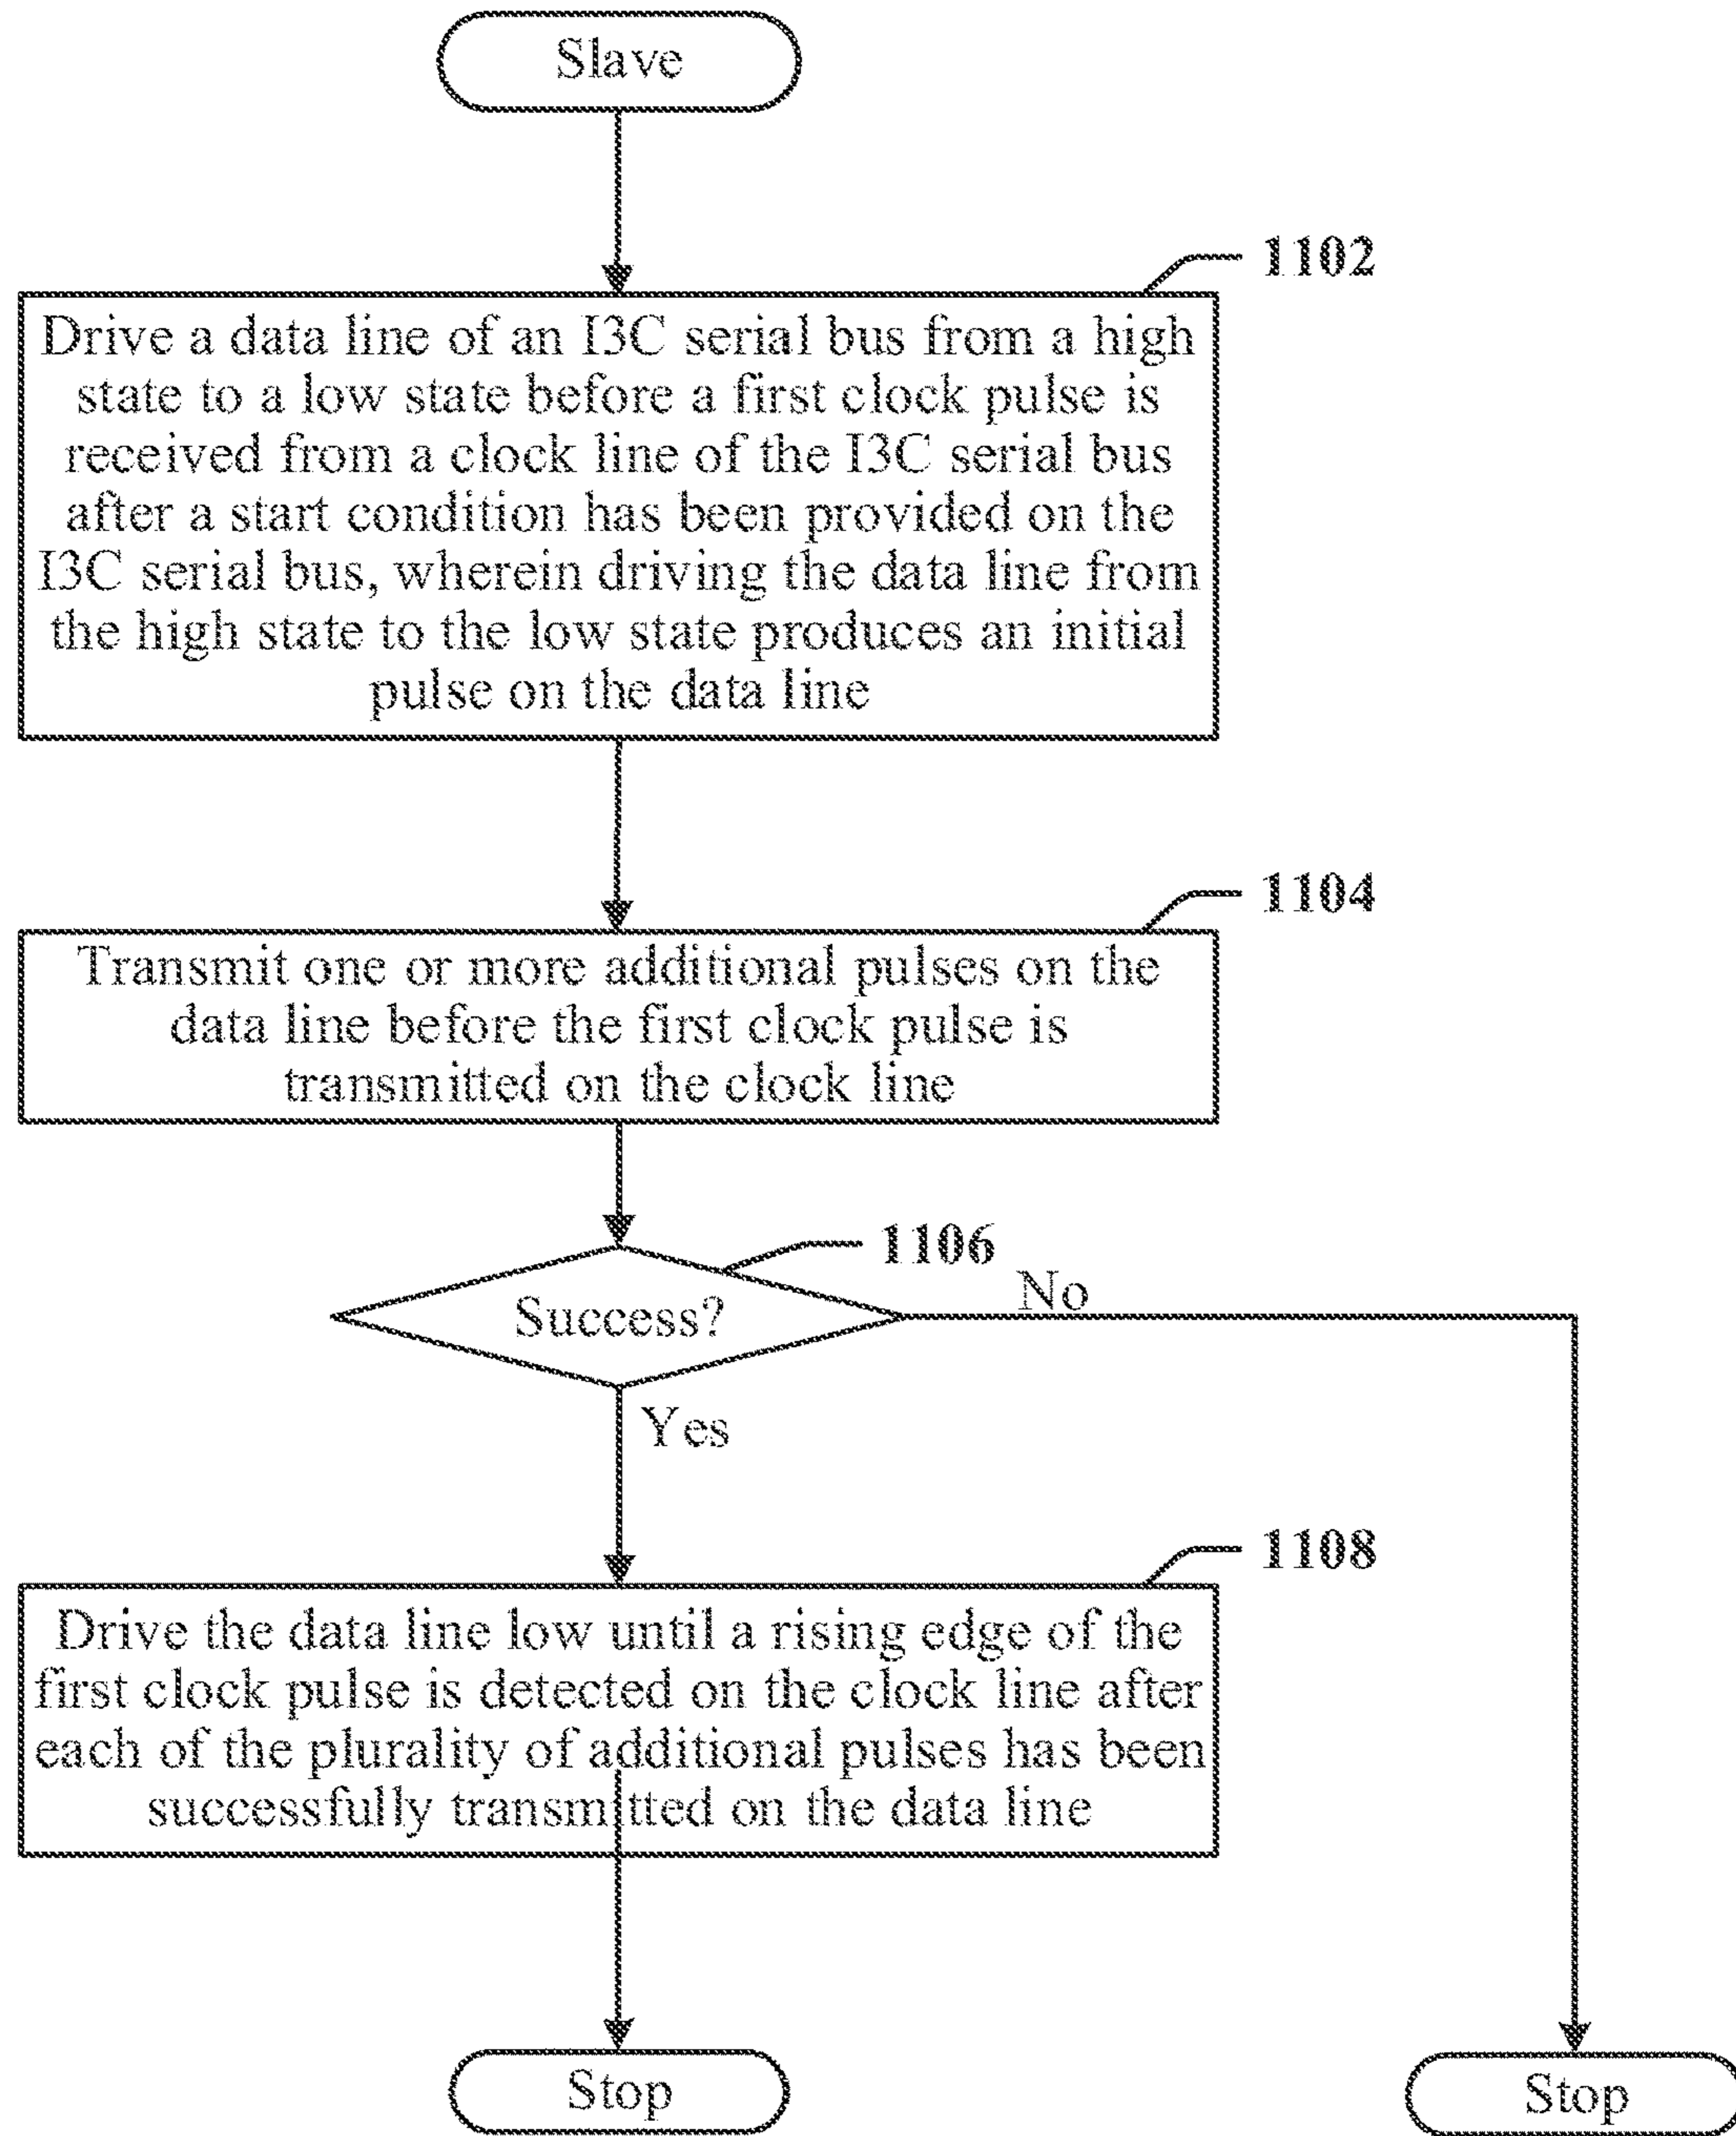 Slave
1102
Drive a data line of an I3C serial bus from a high
state to a low state before a first clock pulse is
received from a clock line of the I3C serial bus
after a start condition has been provided on the
I3C serial bus, wherein driving the data line from
the high state to the low state produces an initial
pulse on the data line
1104
Transmit one or more additional pulses on the
data line before the first clock pulse is
transmitted on the clock line
1106
Success?
No
Yes
1108
Drive the data line low until a rising edge of the
first clock pulse is detected on the clock line after
each of the plurality of additional pulses has been
successfully transmitted on the data line
Stop
Stop